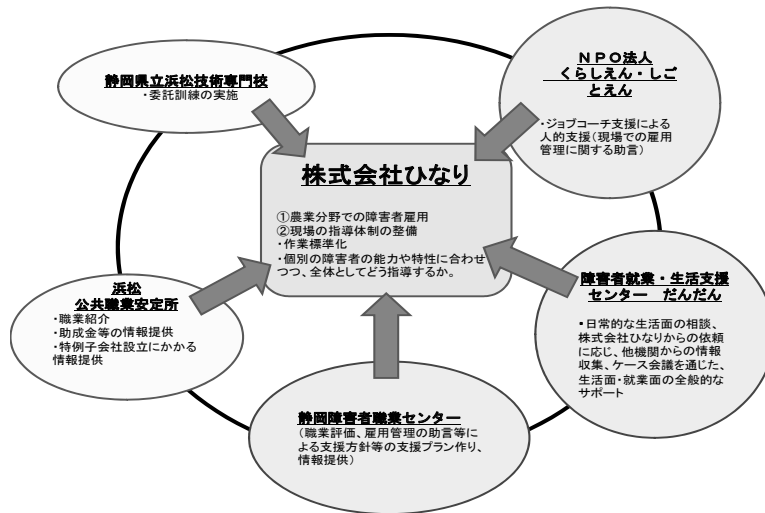 静岡県立浜松技術専門校
・委託訓練の実施
NPO法人
くらしえん・しご
とえん
・ジョブコーチ支援による
人的支援（現場での雇用
管理に関する助言）
株式会社ひなり
①農業分野での障害者雇用
②現場の指導体制の整備
・作業標準化
・個別の障害者の能力や特性に合わせ
つつ、全体としてどう指導するか。
浜松
公共職業安定所
・職業紹介
・助成金等の情報提供
・特例子会社設立にかかる
情報提供
障害者就業・生活支援
センター　だんだん
▪日常的な生活面の相談、
株式会社ひなりからの依頼
に応じ、他機関からの情報
収集、ケース会議を通じた、
生活面・就業面の全般的な
サポート
静岡障害者職業センター
（職業評価、雇用管理の助言等に
よる支援方針等の支援プラン作り、
情報提供）